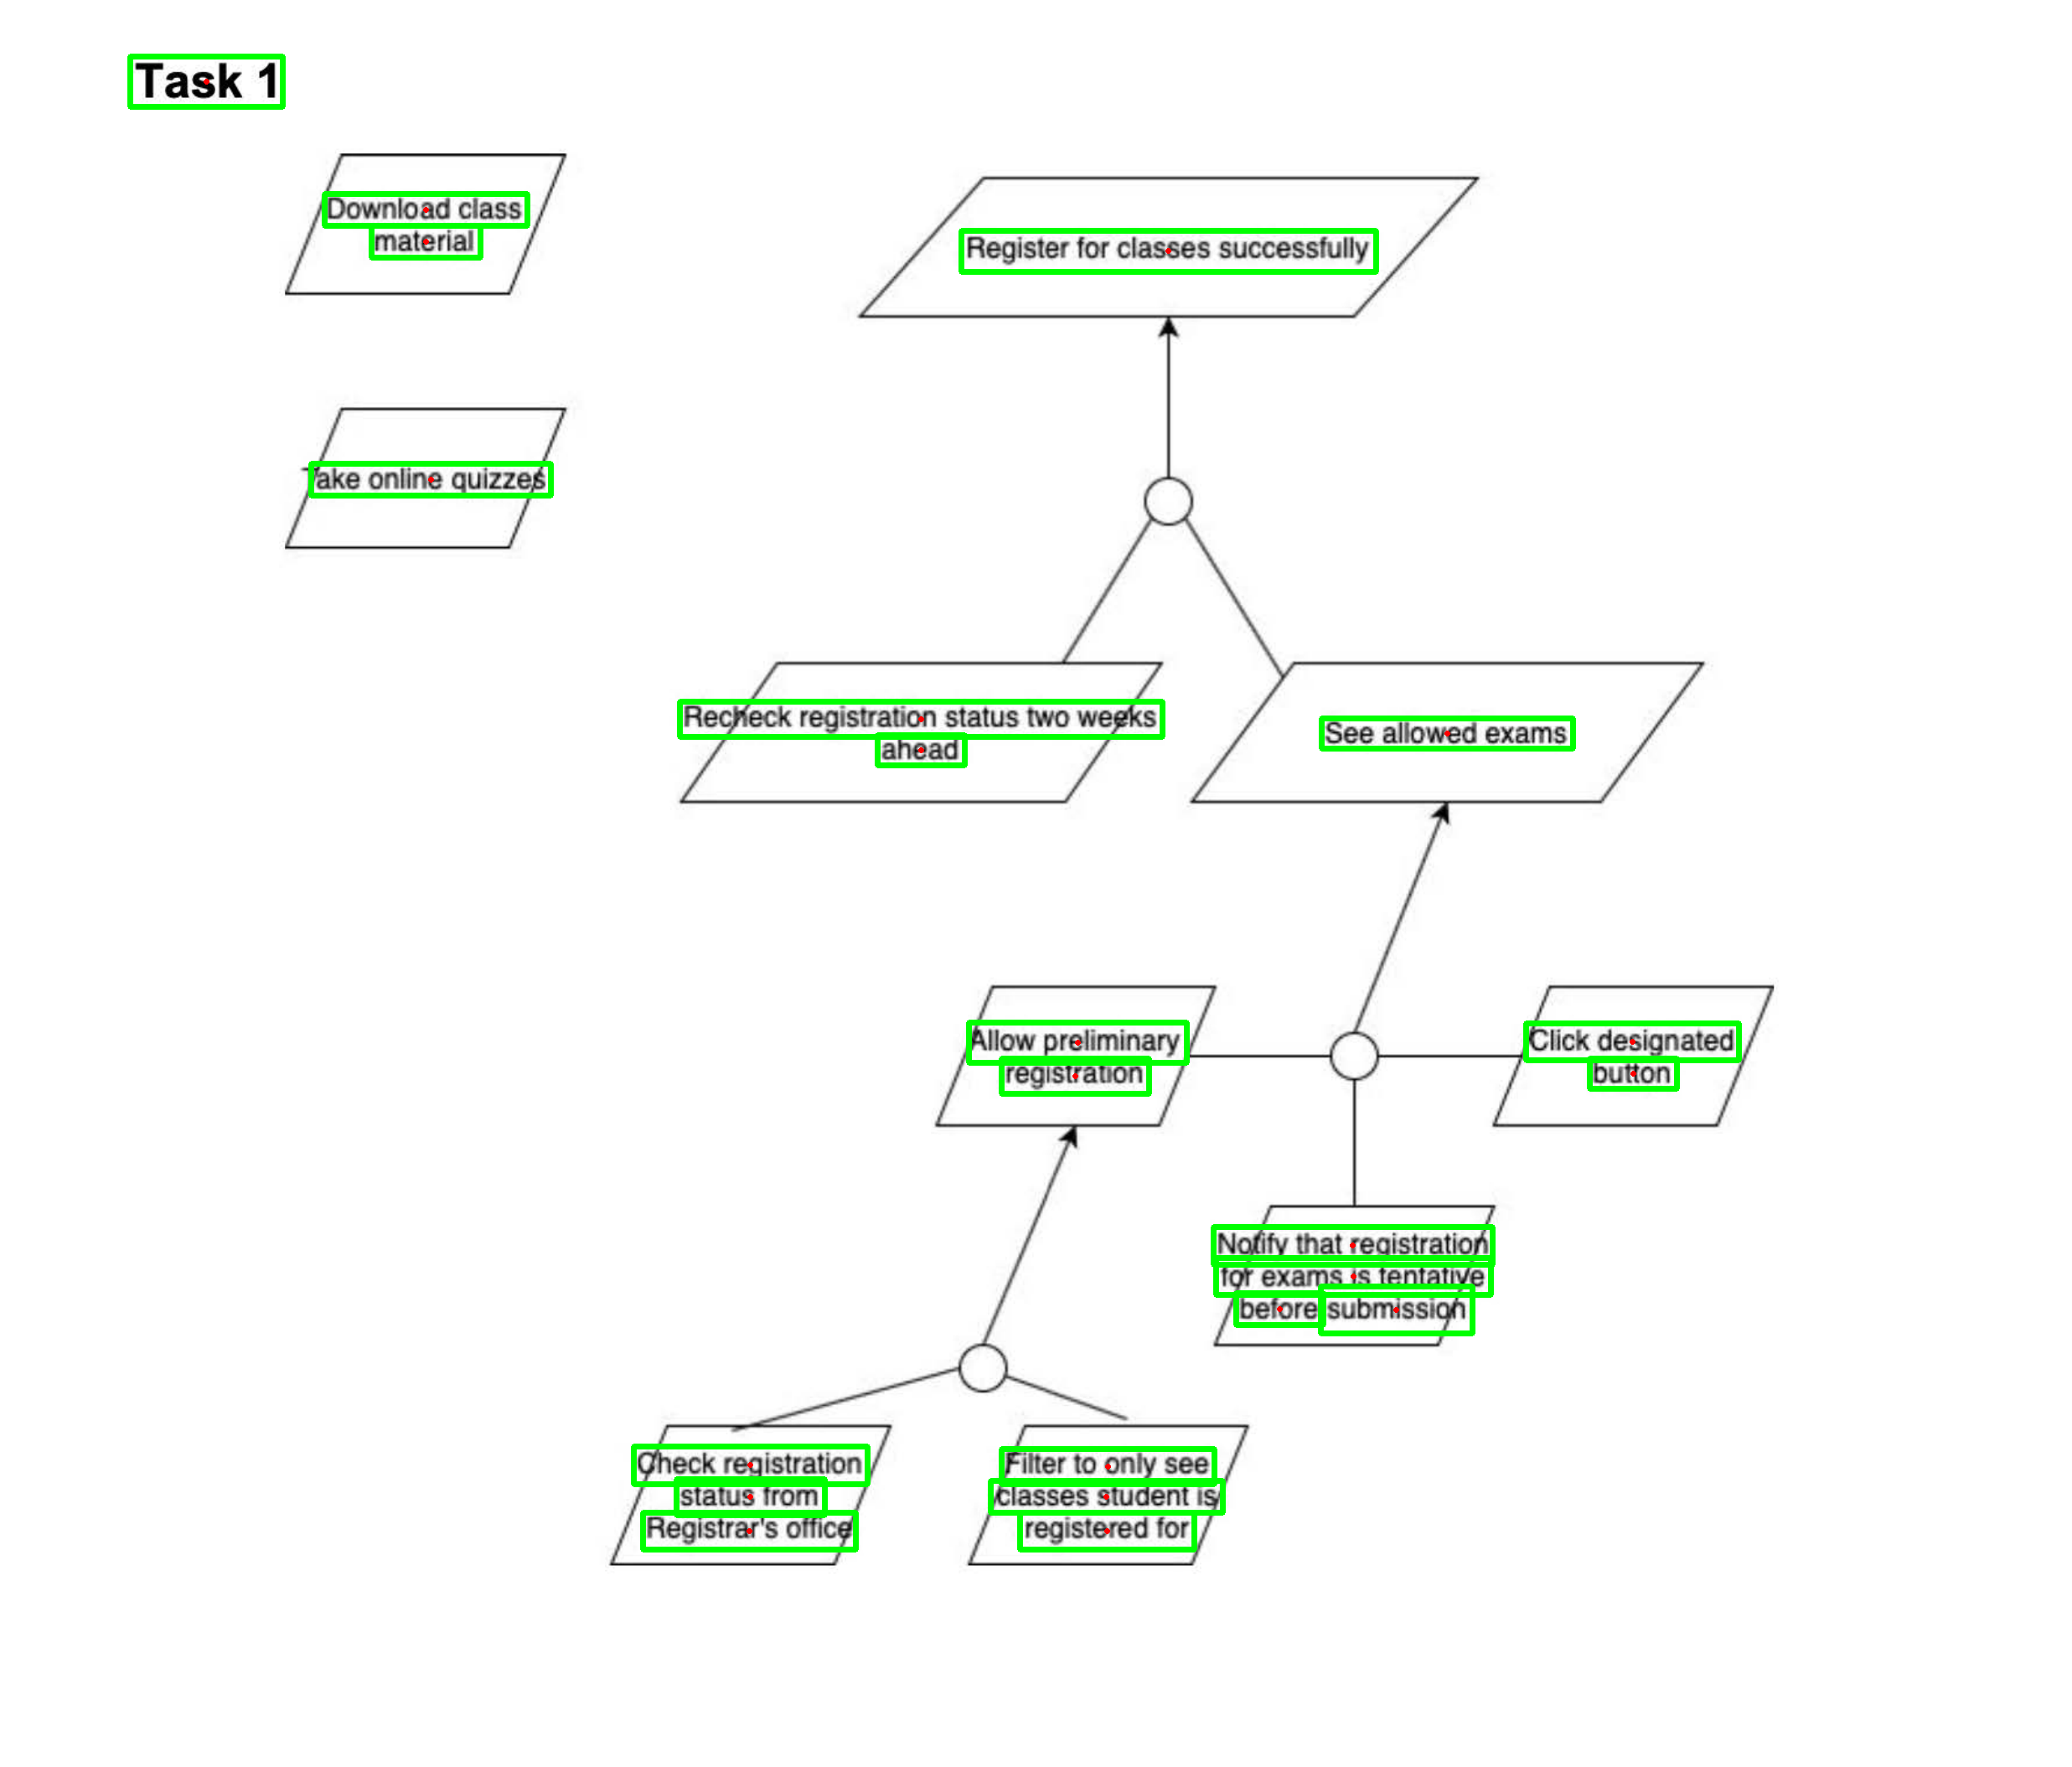 Task 1
Download class
material
Register for classes successfully
Take online quizzes
Recheck registration status two weeks
ahead
See allowed exams
Allow preliminary
registration
Click designated
button
Notify that registration
for exams is tentative
before submission
Check registration
status from
Registrar's office
Filter to only see
classes student is
registered for